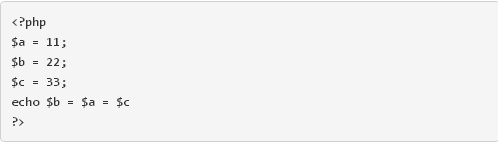 <?php
$a = 11;
$b = 22;
$c = 33;
echo $b = $a = $c
?>